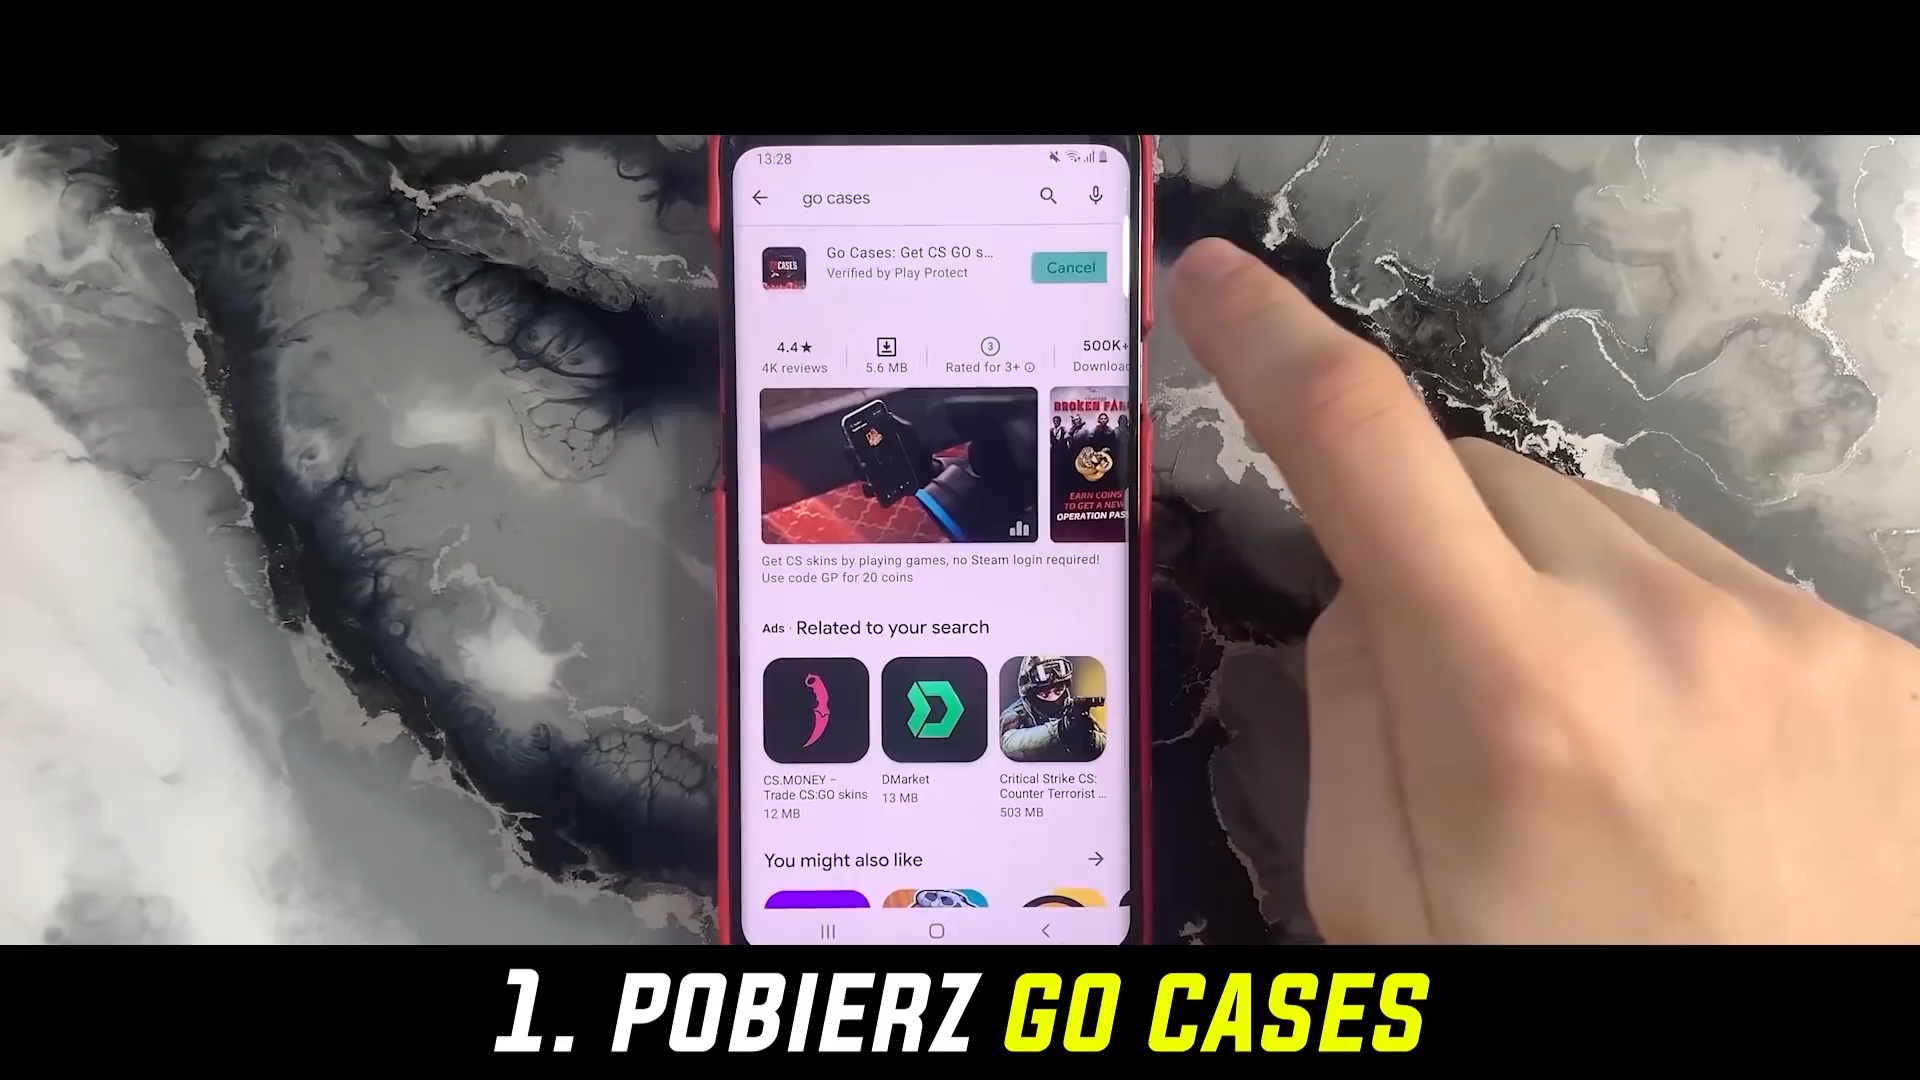 13:28
go cases
CASES
Go Cases: Get CS GO s...
Verified by Play Protect
Cancel
4.4★
4K reviews
5.6 MB
3
Rated for 3+
500K+
Downloa
BROKEN FA
EARN COINS
TO GET A NEW
OPERATION PAS
Get CS skins by playing games, no Steam login required!
Use code GP for 20 coins
Ads · Related to your search
CS.MONEY –
Trade CS:GO skins
12 MB
DMarket
13 MB
Critical Strike CS:
Counter Terrorist ...
503 MB
You might also like
1. POBIERZ GO CASES